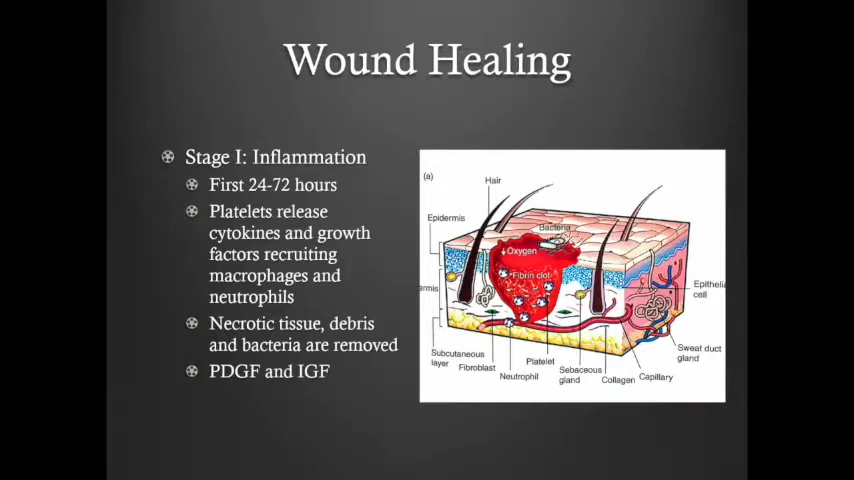 Wound Healing
Stage I: Inflammation
First 24-72 hours
Platelets release
cytokines and growth
factors recruiting
macrophages and
neutrophils
Necrotic tissue, debris
and bacteria are removed
PDGF and IGF
(a)
Hair
Epidermis
Bacteria
↓ Oxygen
Fibrin clot
ermis
Epithelia
cell
Subcutaneous
layer
Fibroblast
Neutrophil
Platelet
Sebaceous
gland
Collagen
Capillary
Sweat duct
gland